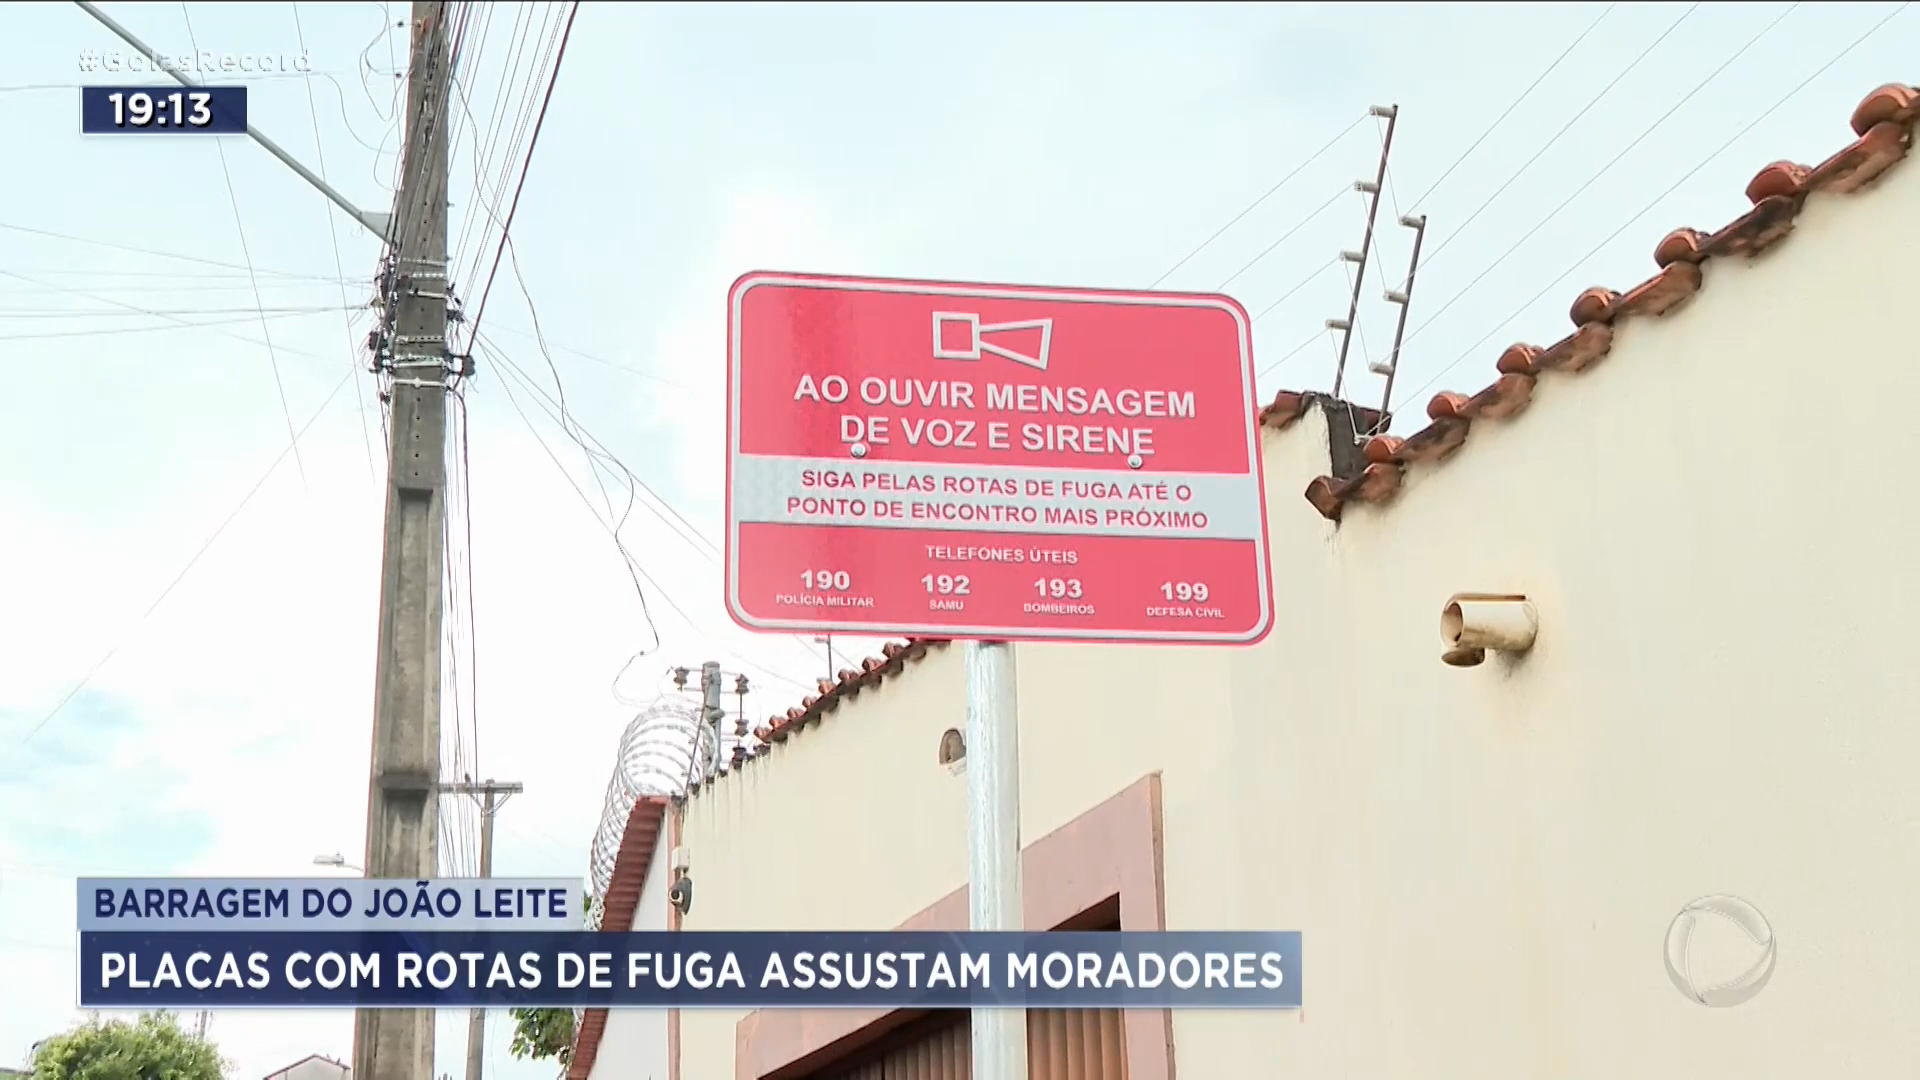 #GoiasRecord
19:13
AO OUVIR MENSAGEM
DE VOZ E SIRENE
SIGA PELAS ROTAS DE FUGA ATÉ O
PONTO DE ENCONTRO MAIS PRÓXIMO
TELEFONES ÚTEIS
190 192 193 199
POLÍCIA MILITAR SAMU BOMBEIROS DEFESA CIVIL
BARRAGEM DO JOÃO LEITE
PLACAS COM ROTAS DE FUGA ASSUSTAM MORADORES